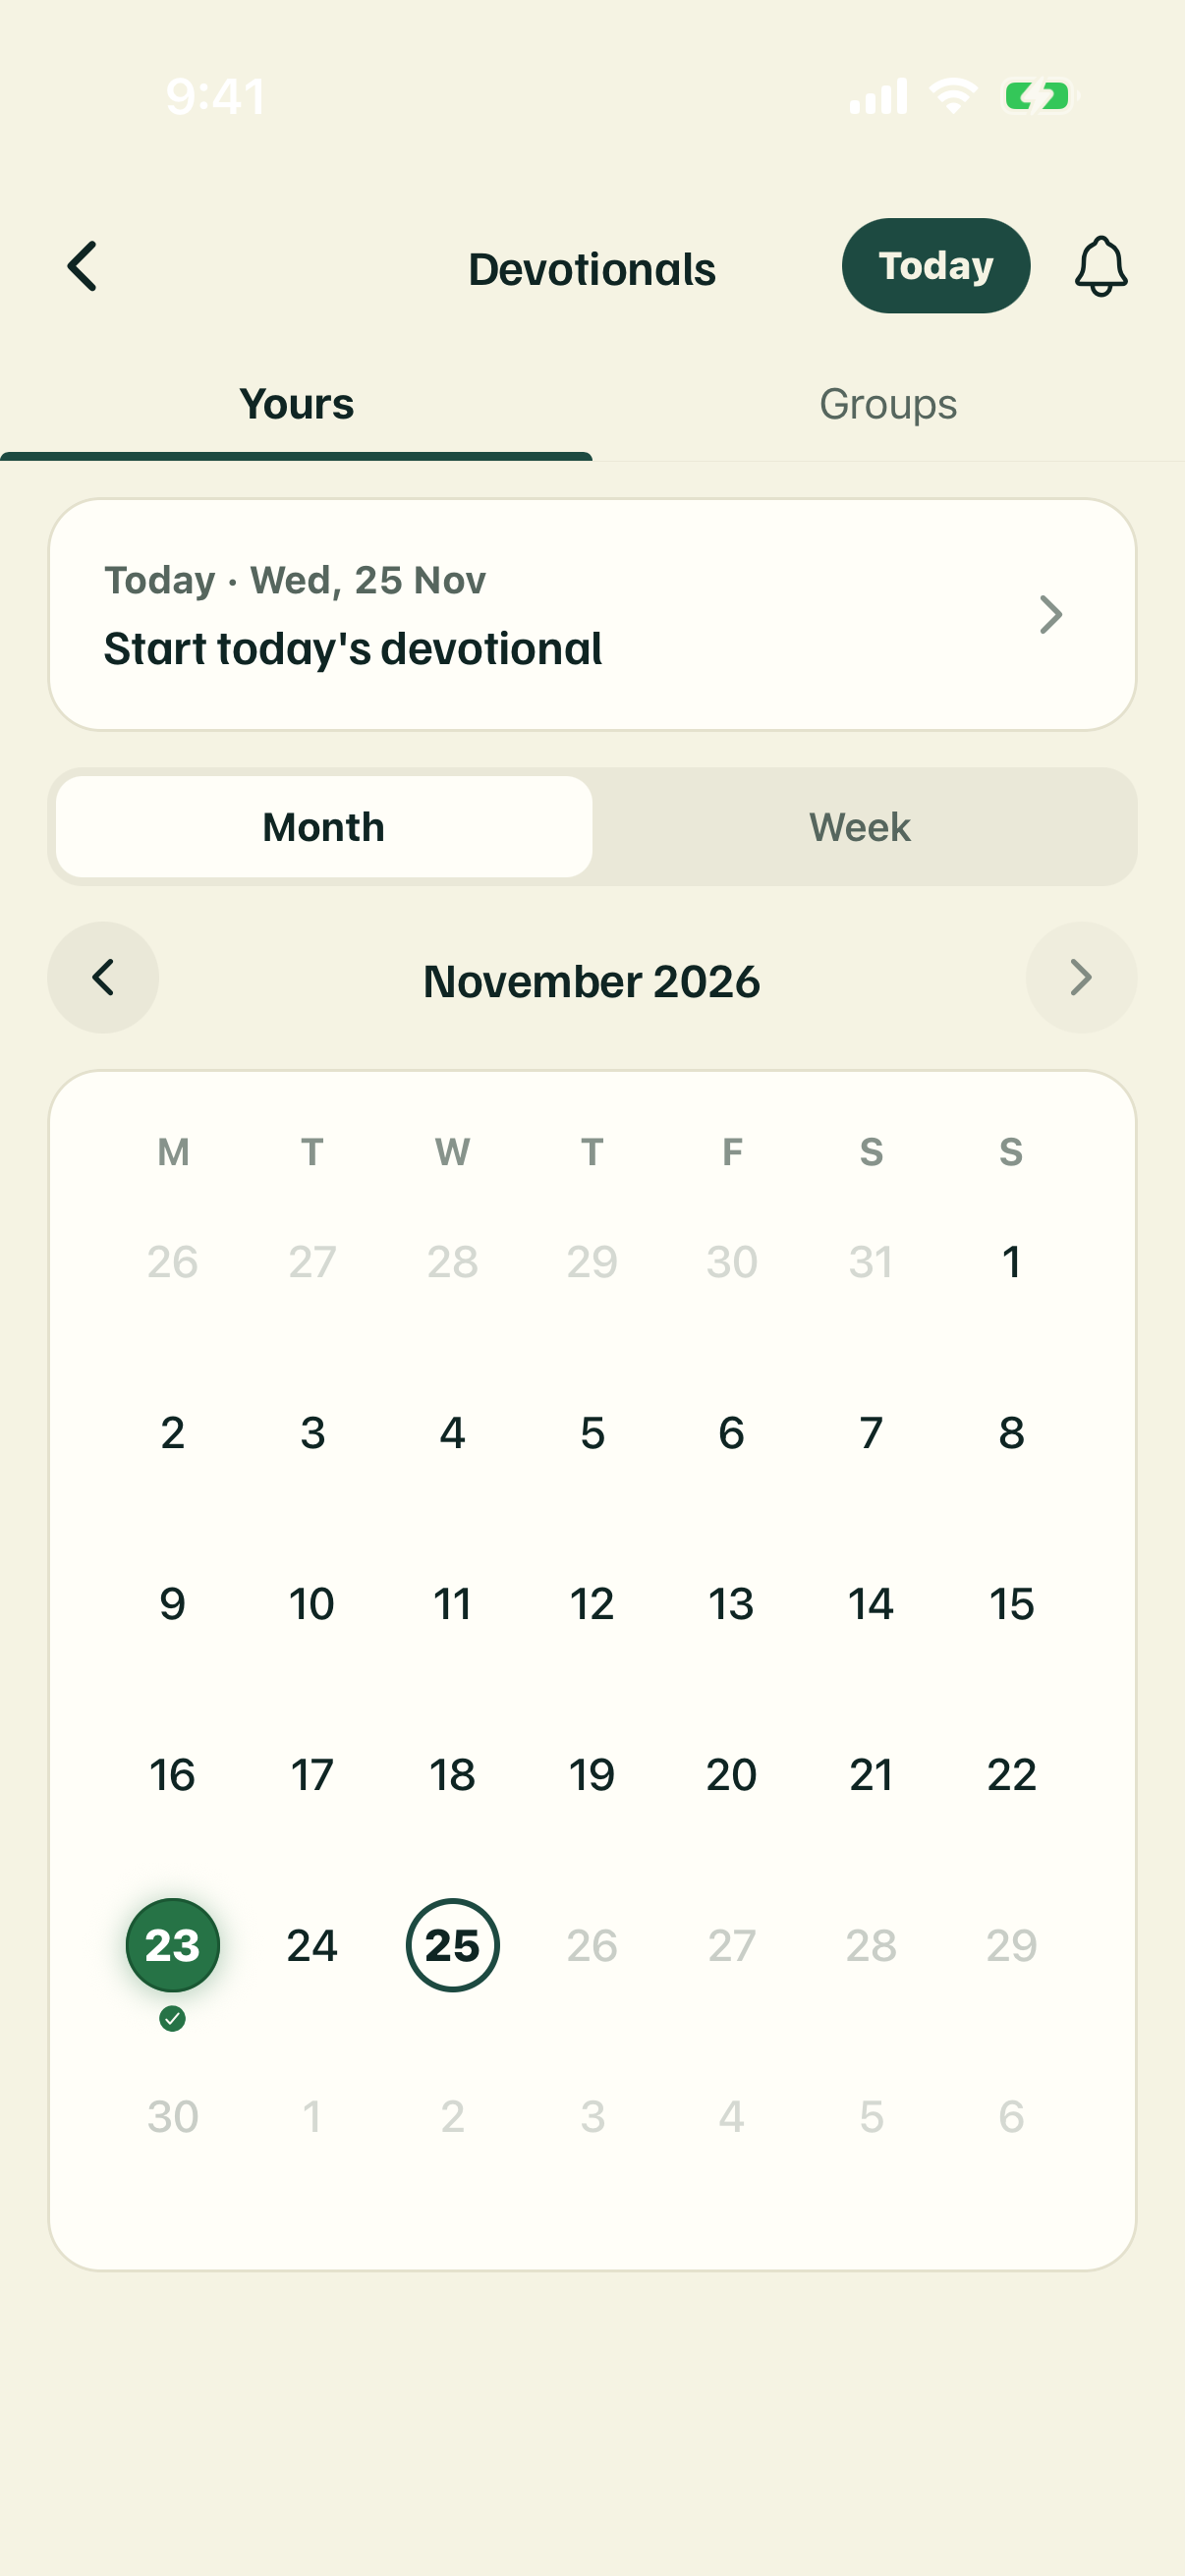 9:41
Devotionals
Today
Yours
Groups
Today · Wed, 25 Nov
Start today's devotional
Month
Week
November 2026
M T W T F S S
26 27 28 29 30 31 1
2 3 4 5 6 7 8
9 10 11 12 13 14 15
16 17 18 19 20 21 22
23 24 25 26 27 28 29
30 1 2 3 4 5 6